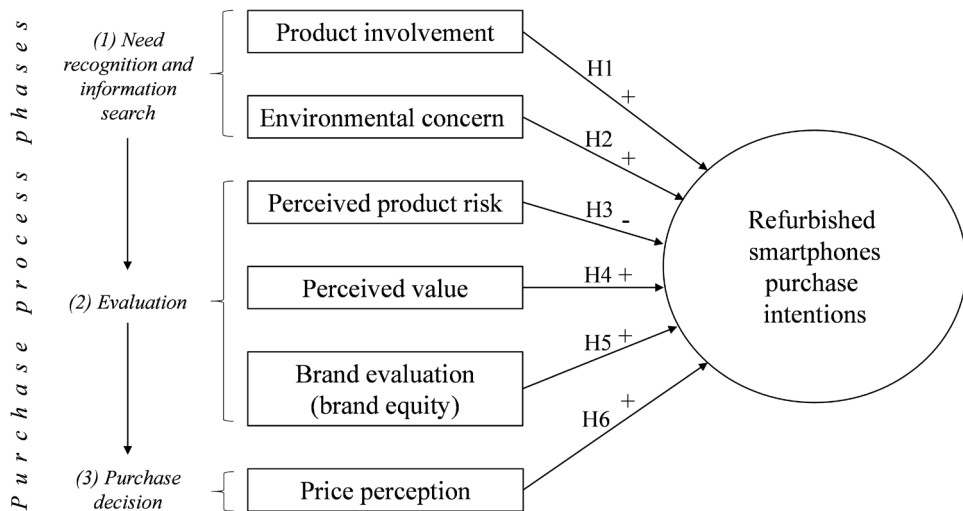 Purchase process phases
(1) Need
recognition and
information
search
(2) Evaluation
(3) Purchase
decision
Product involvement
Environmental concern
Perceived product risk
Perceived value
Brand evaluation
(brand equity)
Price perception
H1
+
H2
+
H3
-
H4 +
H5
+
H6
+
Refurbished
smartphones
purchase
intentions